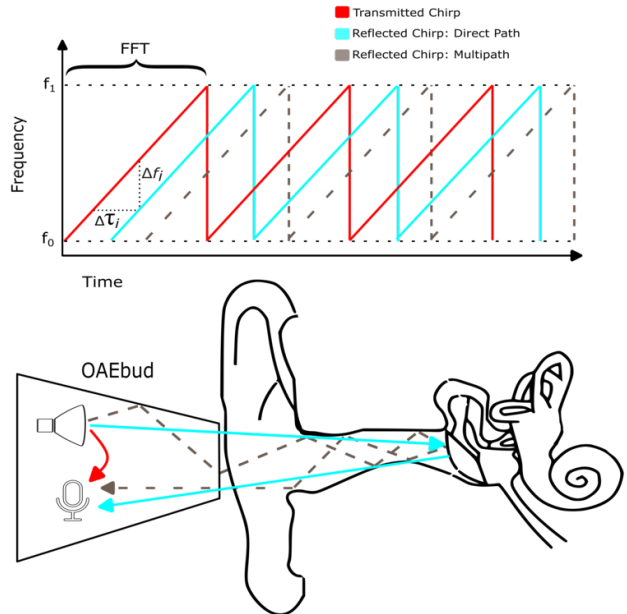 Transmitted Chirp
Reflected Chirp: Direct Path
Reflected Chirp: Multipath
FFT
f₁
Frequency
Δfᵢ
Δτᵢ
f₀
Time
OAEbud